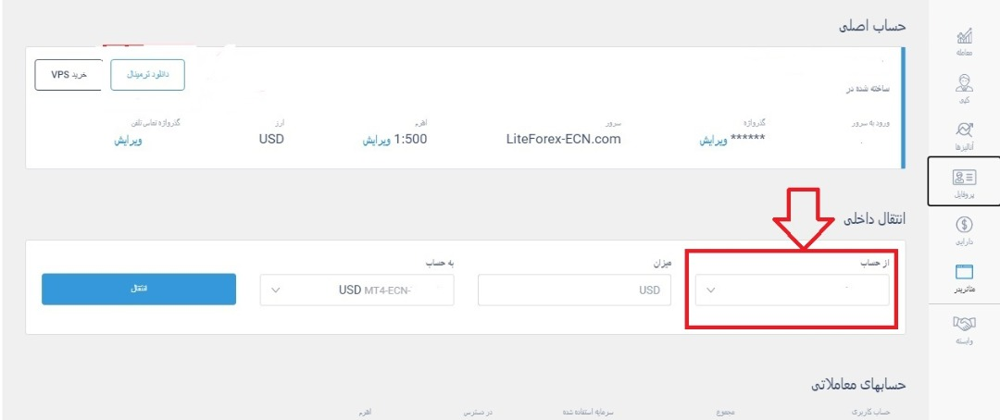 حساب اصلی
دانلود ترمینال
خرید VPS
ساخته شده در
ورود به سرور
گذرواژه
سرور
اهرم
ارز
گذرواژه تماس تلفن
****** ویرایش
LiteForex-ECN.com
1:500 ویرایش
USD
ویرایش
انتقال داخلی
از حساب
میزان
به حساب
USD
USD MT4-ECN-
انتقال
حسابهای معاملاتی
حساب کاربری
مجموع
سرمایه استفاده شده
در دسترس
اهرم
معامله
کپی
آنالیزها
پروفایل
دارایی
متاتریدر
وابسته